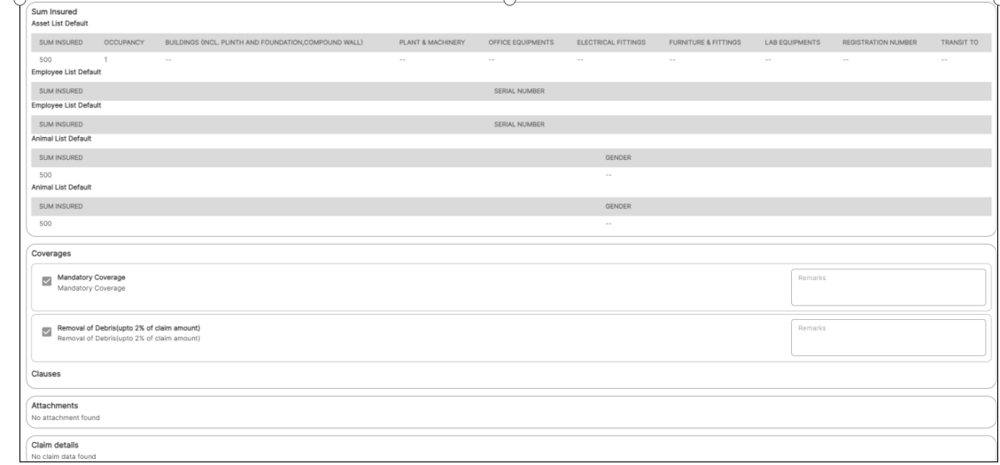 Sum Insured
Asset List Default
SUM INSURED OCCUPANCY BUILDINGS (INCL. PLINTH AND FOUNDATION,COMPOUND WALL) PLANT & MACHINERY OFFICE EQUIPMENTS ELECTRICAL FITTINGS FURNITURE & FITTINGS LAB EQUIPMENTS REGISTRATION NUMBER TRANSIT TO
500 1 -- -- -- -- -- -- -- --
Employee List Default
SUM INSURED SERIAL NUMBER
Employee List Default
SUM INSURED SERIAL NUMBER
Animal List Default
SUM INSURED GENDER
500 --
Animal List Default
SUM INSURED GENDER
500 --
Coverages
Mandatory Coverage Remarks
Mandatory Coverage
Removal of Debris(upto 2% of claim amount) Remarks
Removal of Debris(upto 2% of claim amount)
Clauses
Attachments
No attachment found
Claim details
No claim data found